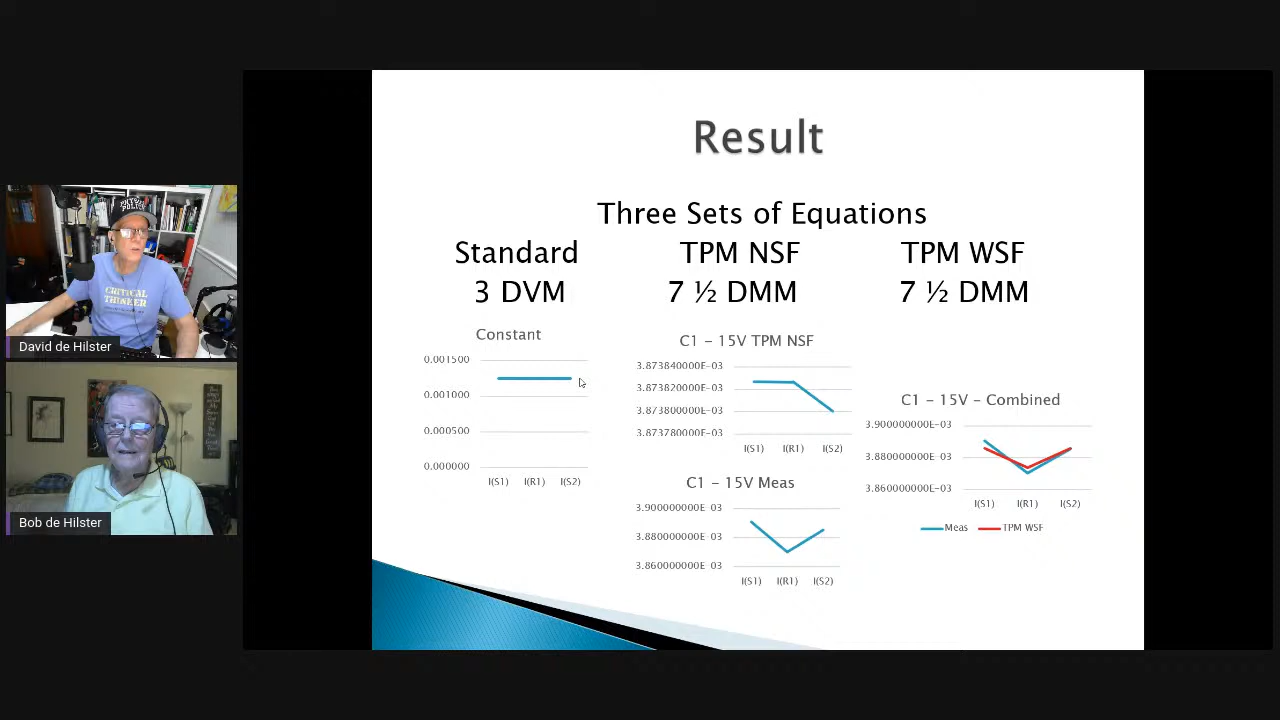 Result
Three Sets of Equations
Standard
3 DVM
TPM NSF
7 ½ DMM
TPM WSF
7 ½ DMM
Constant
0.001500
0.001000
0.000500
0.000000
I(S1) I(R1) I(S2)
C1 – 15V TPM NSF
3.873840000E-03
3.873820000E-03
3.873800000E-03
3.873780000E-03
I(S1) I(R1) I(S2)
C1 – 15V Meas
3.900000000E-03
3.880000000E-03
3.860000000E-03
I(S1) I(R1) I(S2)
C1 – 15V – Combined
3.900000000E-03
3.880000000E-03
3.860000000E-03
I(S1) I(R1) I(S2)
Meas TPM WSF
CRITICAL
THINKER
David de Hilster
Bob de Hilster